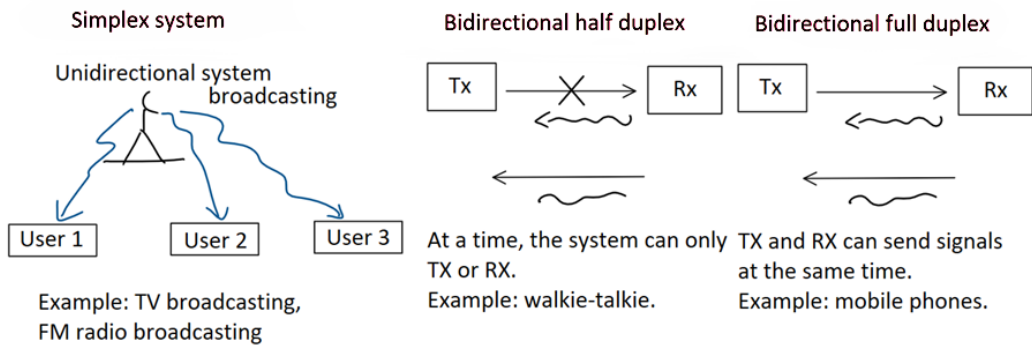 Simplex system
Unidirectional system
broadcasting
User 1
User 2
User 3
Example: TV broadcasting,
FM radio broadcasting
Bidirectional half duplex
Tx
Rx
At a time, the system can only
TX or RX.
Example: walkie-talkie.
Bidirectional full duplex
Tx
Rx
TX and RX can send signals
at the same time.
Example: mobile phones.